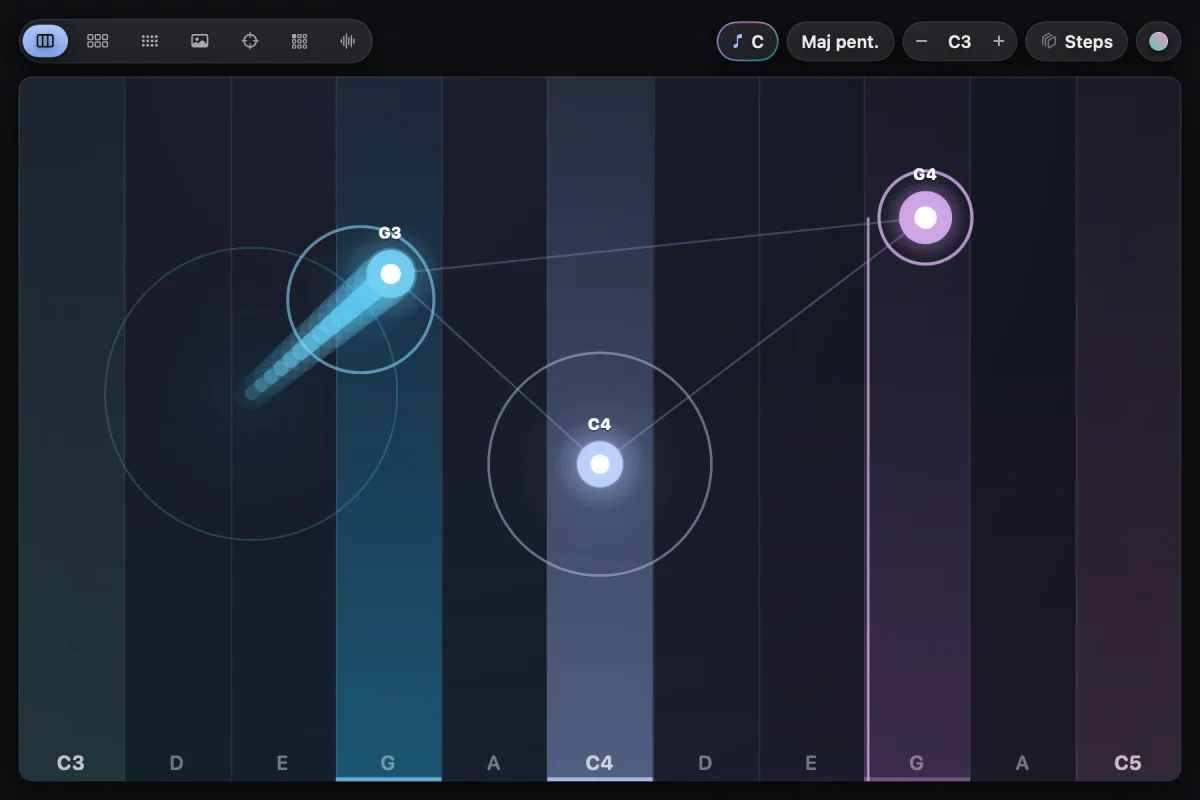 C
Maj pent.
− C3 +
Steps
G4
G3
C4
C3 D E G A C4 D E G A C5